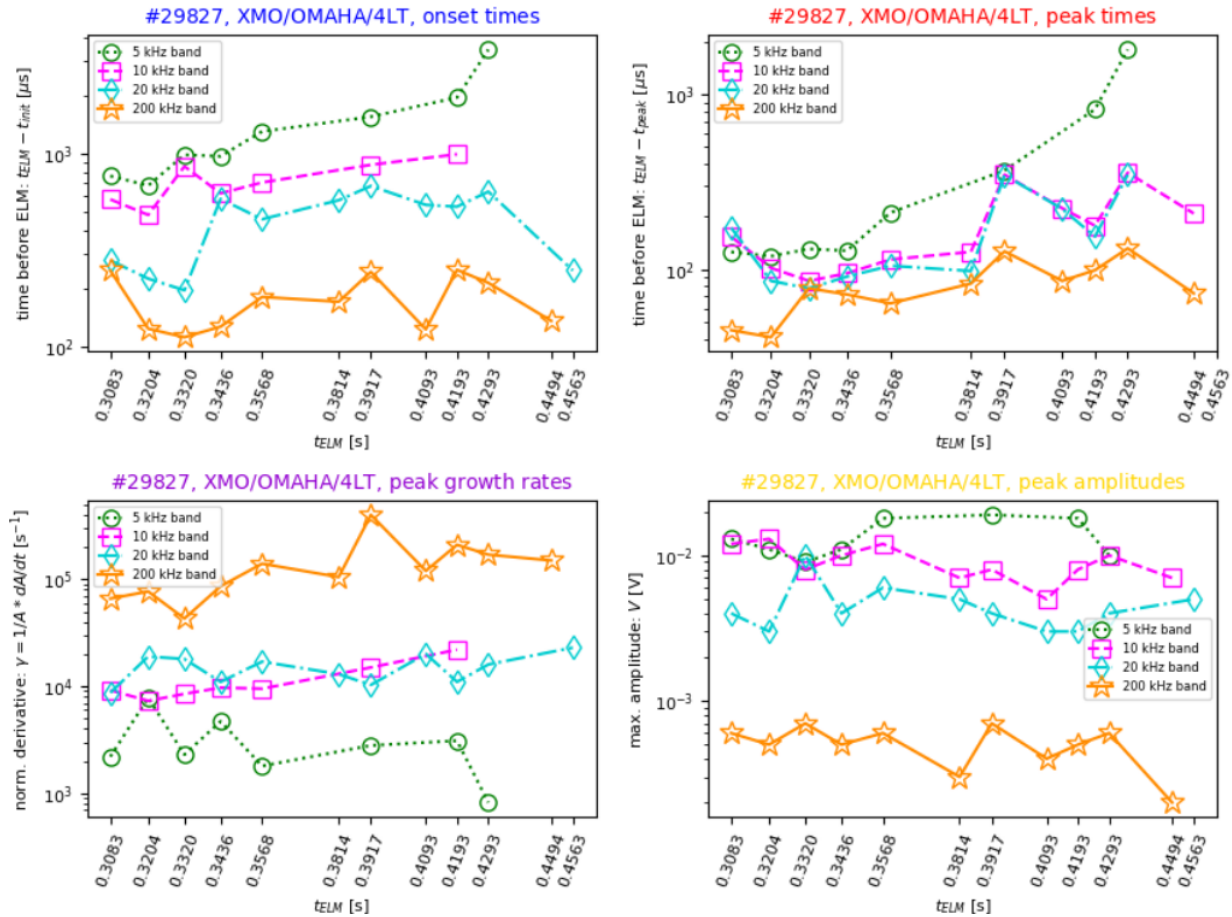 #29827, XMO/OMAHA/4LT, onset times
time before ELM: t_ELM − t_init [μs]
10³
10²
5 kHz band
10 kHz band
20 kHz band
200 kHz band
0.3083
0.3204
0.3320
0.3436
0.3568
0.3814
0.3917
0.4093
0.4193
0.4293
0.4494
0.4563
t_ELM [s]
#29827, XMO/OMAHA/4LT, peak times
time before ELM: t_ELM − t_peak [μs]
10³
10²
5 kHz band
10 kHz band
20 kHz band
200 kHz band
0.3083
0.3204
0.3320
0.3436
0.3568
0.3814
0.3917
0.4093
0.4193
0.4293
0.4494
0.4563
t_ELM [s]
#29827, XMO/OMAHA/4LT, peak growth rates
norm. derivative: γ = 1/A * dA/dt [s⁻¹]
10⁵
10⁴
10³
5 kHz band
10 kHz band
20 kHz band
200 kHz band
0.3083
0.3204
0.3320
0.3436
0.3568
0.3814
0.3917
0.4093
0.4193
0.4293
0.4494
0.4563
t_ELM [s]
#29827, XMO/OMAHA/4LT, peak amplitudes
max. amplitude: V [V]
10⁻²
10⁻³
5 kHz band
10 kHz band
20 kHz band
200 kHz band
0.3083
0.3204
0.3320
0.3436
0.3568
0.3814
0.3917
0.4093
0.4193
0.4293
0.4494
0.4563
t_ELM [s]